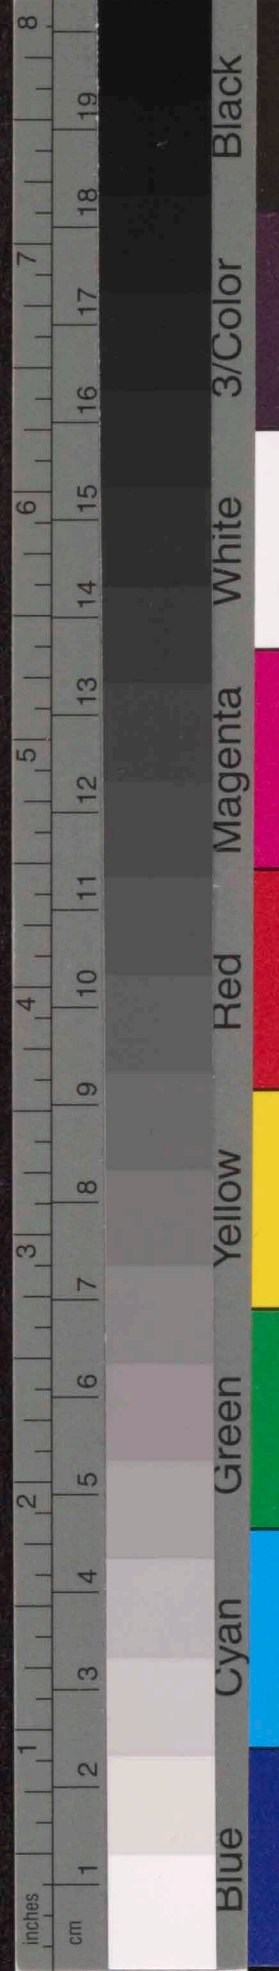 inches 1 2 3 4 5 6 7 8
cm 1 2 3 4 5 6 7 8 9 10 11 12 13 14 15 16 17 18 19
Blue Cyan Green Yellow Red Magenta White 3/Color Black